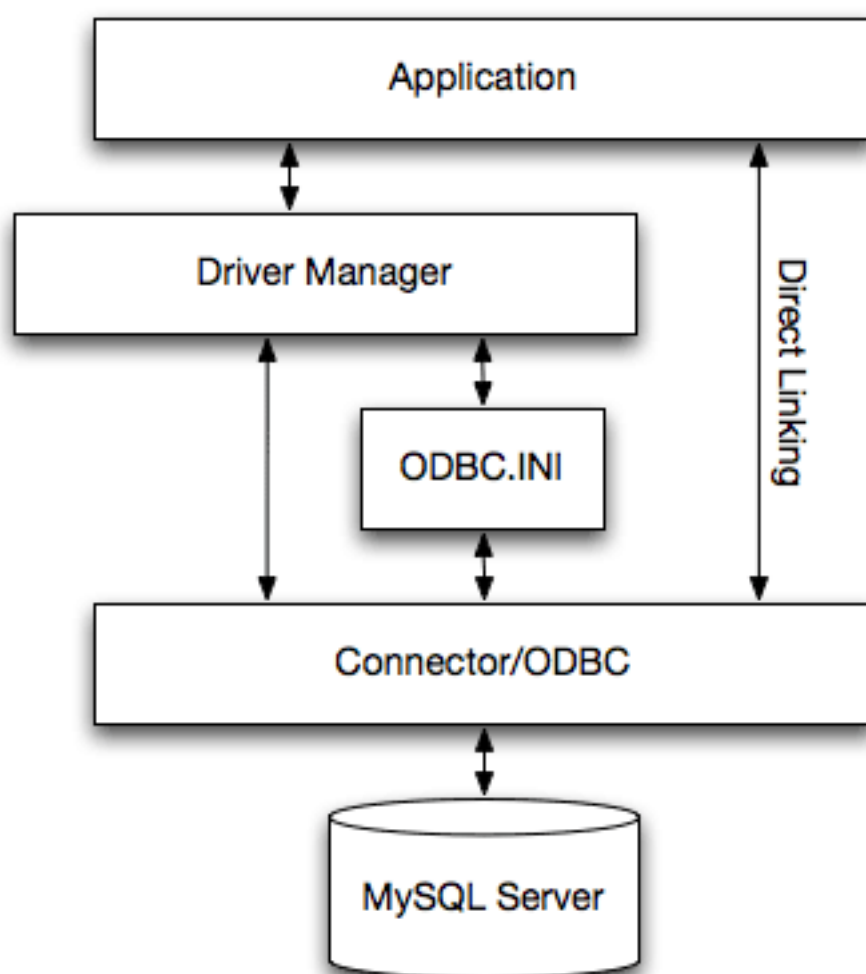 Application
Driver Manager
Direct Linking
ODBC.INI
Connector/ODBC
MySQL Server